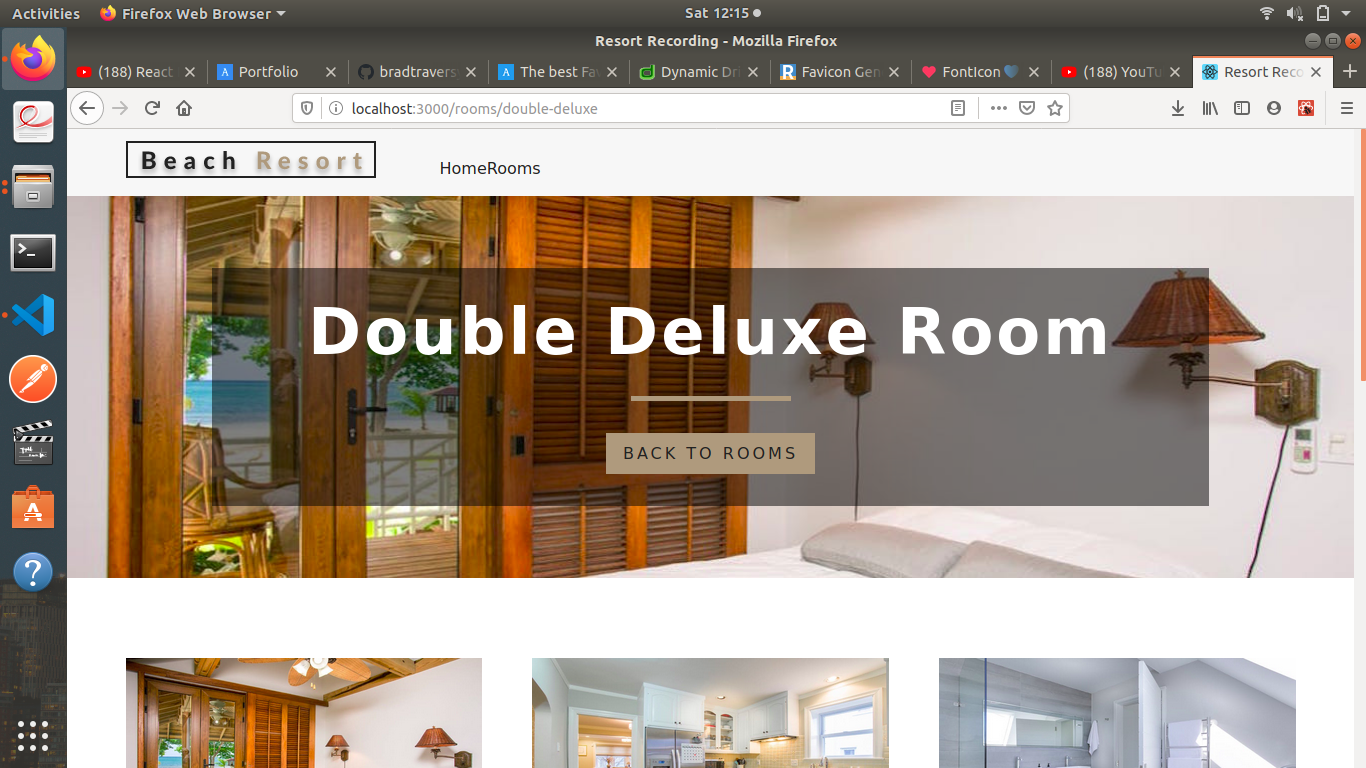 Activities Firefox Web Browser Sat 12:15
Resort Recording - Mozilla Firefox
(188) React Portfolio bradtravers The best Fav Dynamic Dri Favicon Gen FontIcon (188) YouTu Resort Reco
localhost:3000/rooms/double-deluxe
Beach Resort HomeRooms
Double Deluxe Room
BACK TO ROOMS